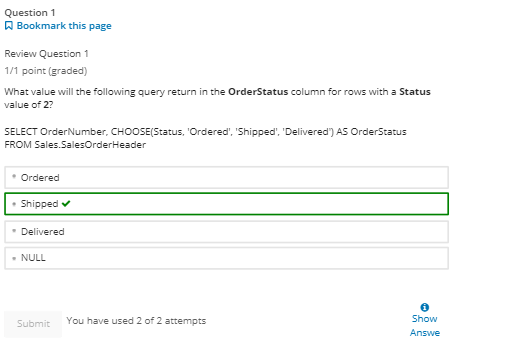 Question 1
Bookmark this page
Review Question 1
1/1 point (graded)
What value will the following query return in the OrderStatus column for rows with a Status
value of 2?
SELECT OrderNumber, CHOOSE(Status, 'Ordered', 'Shipped', 'Delivered') AS OrderStatus
FROM Sales.SalesOrderHeader
Ordered
Shipped
Delivered
NULL
Submit
You have used 2 of 2 attempts
Show
Answe